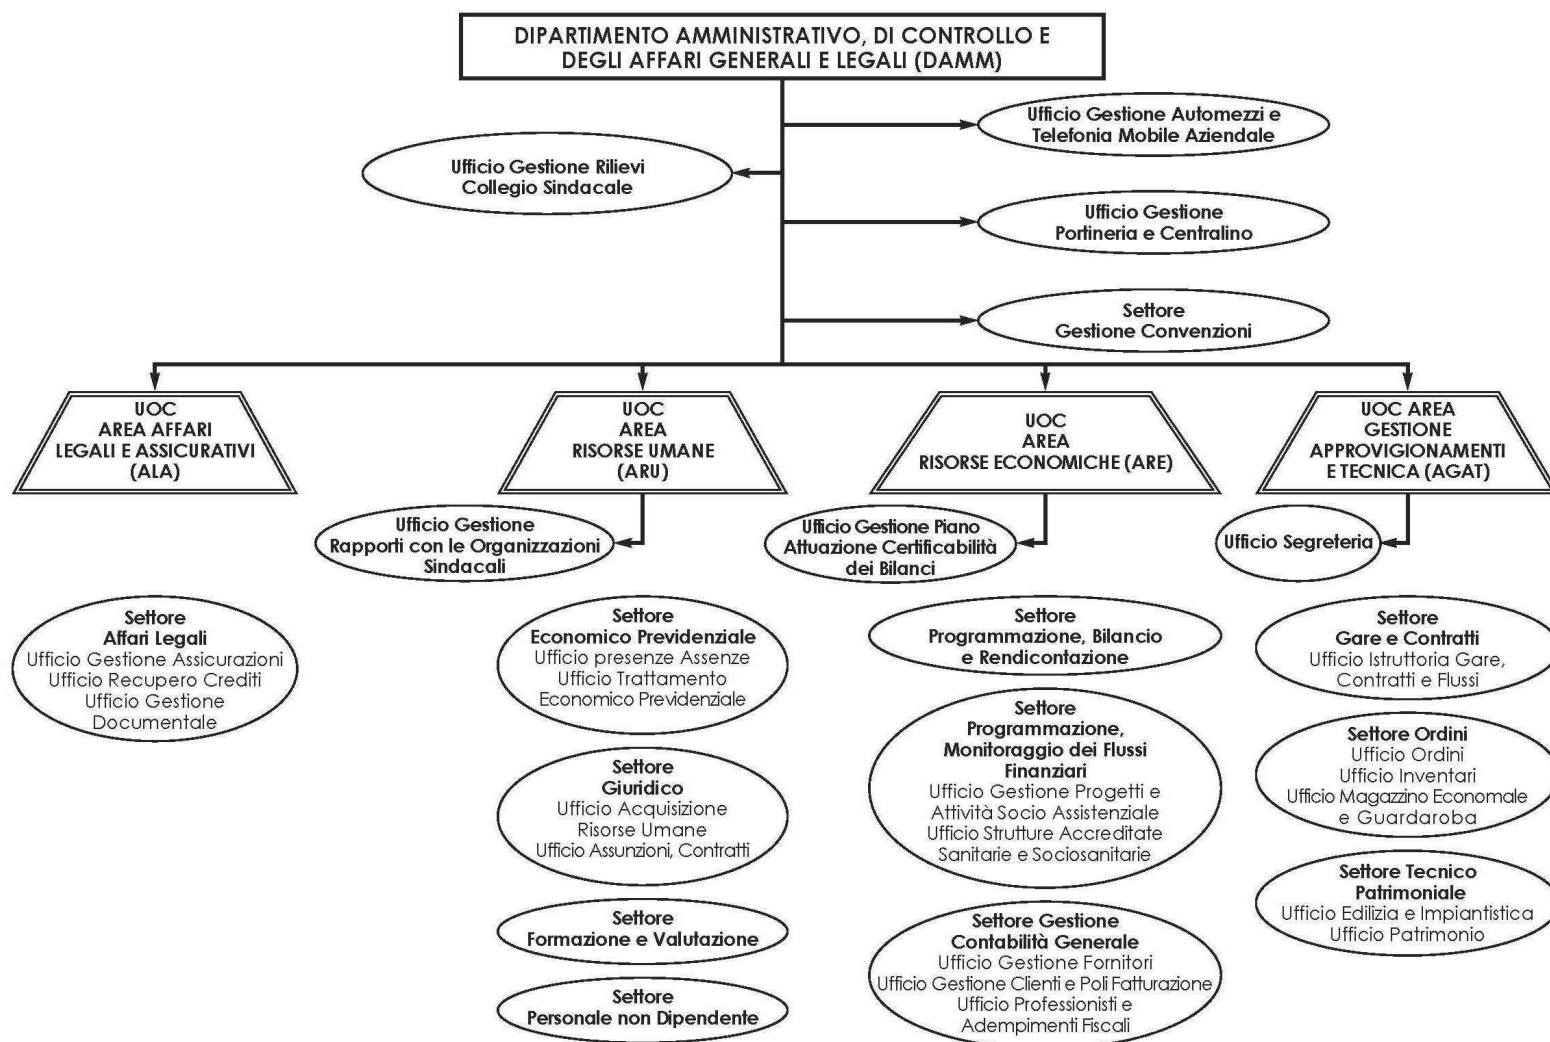 DIPARTIMENTO AMMINISTRATIVO, DI CONTROLLO E
DEGLI AFFARI GENERALI E LEGALI (DAMM)
Ufficio Gestione Automezzi e
Telefonia Mobile Aziendale
Ufficio Gestione Rilievi
Collegio Sindacale
Ufficio Gestione
Portineria e Centralino
Settore
Gestione Convenzioni
UOC
AREA AFFARI
LEGALI E ASSICURATIVI
(ALA)
UOC
AREA
RISORSE UMANE
(ARU)
UOC
AREA
RISORSE ECONOMICHE (ARE)
UOC AREA
GESTIONE
APPROVIGIONAMENTI
E TECNICA (AGAT)
Ufficio Gestione
Rapporti con le Organizzazioni
Sindacali
Ufficio Gestione Piano
Attuazione Certificabilità
dei Bilanci
Ufficio Segreteria
Settore
Affari Legali
Ufficio Gestione Assicurazioni
Ufficio Recupero Crediti
Ufficio Gestione
Documentale
Settore
Economico Previdenziale
Ufficio presenze Assenze
Ufficio Trattamento
Economico Previdenziale
Settore
Giuridico
Ufficio Acquisizione
Risorse Umane
Ufficio Assunzioni, Contratti
Settore
Formazione e Valutazione
Settore
Personale non Dipendente
Settore
Programmazione, Bilancio
e Rendicontazione
Settore
Programmazione,
Monitoraggio dei Flussi
Finanziari
Ufficio Gestione Progetti e
Attività Socio Assistenziale
Ufficio Strutture Accreditate
Sanitarie e Sociosanitarie
Settore Gestione
Contabilità Generale
Ufficio Gestione Fornitori
Ufficio Gestione Clienti e Poli Fatturazione
Ufficio Professionisti e
Adempimenti Fiscali
Settore
Gare e Contratti
Ufficio Istruttoria Gare,
Contratti e Flussi
Settore Ordini
Ufficio Ordini
Ufficio Inventari
Ufficio Magazzino Economale
e Guardaroba
Settore Tecnico
Patrimoniale
Ufficio Edilizia e Impiantistica
Ufficio Patrimonio